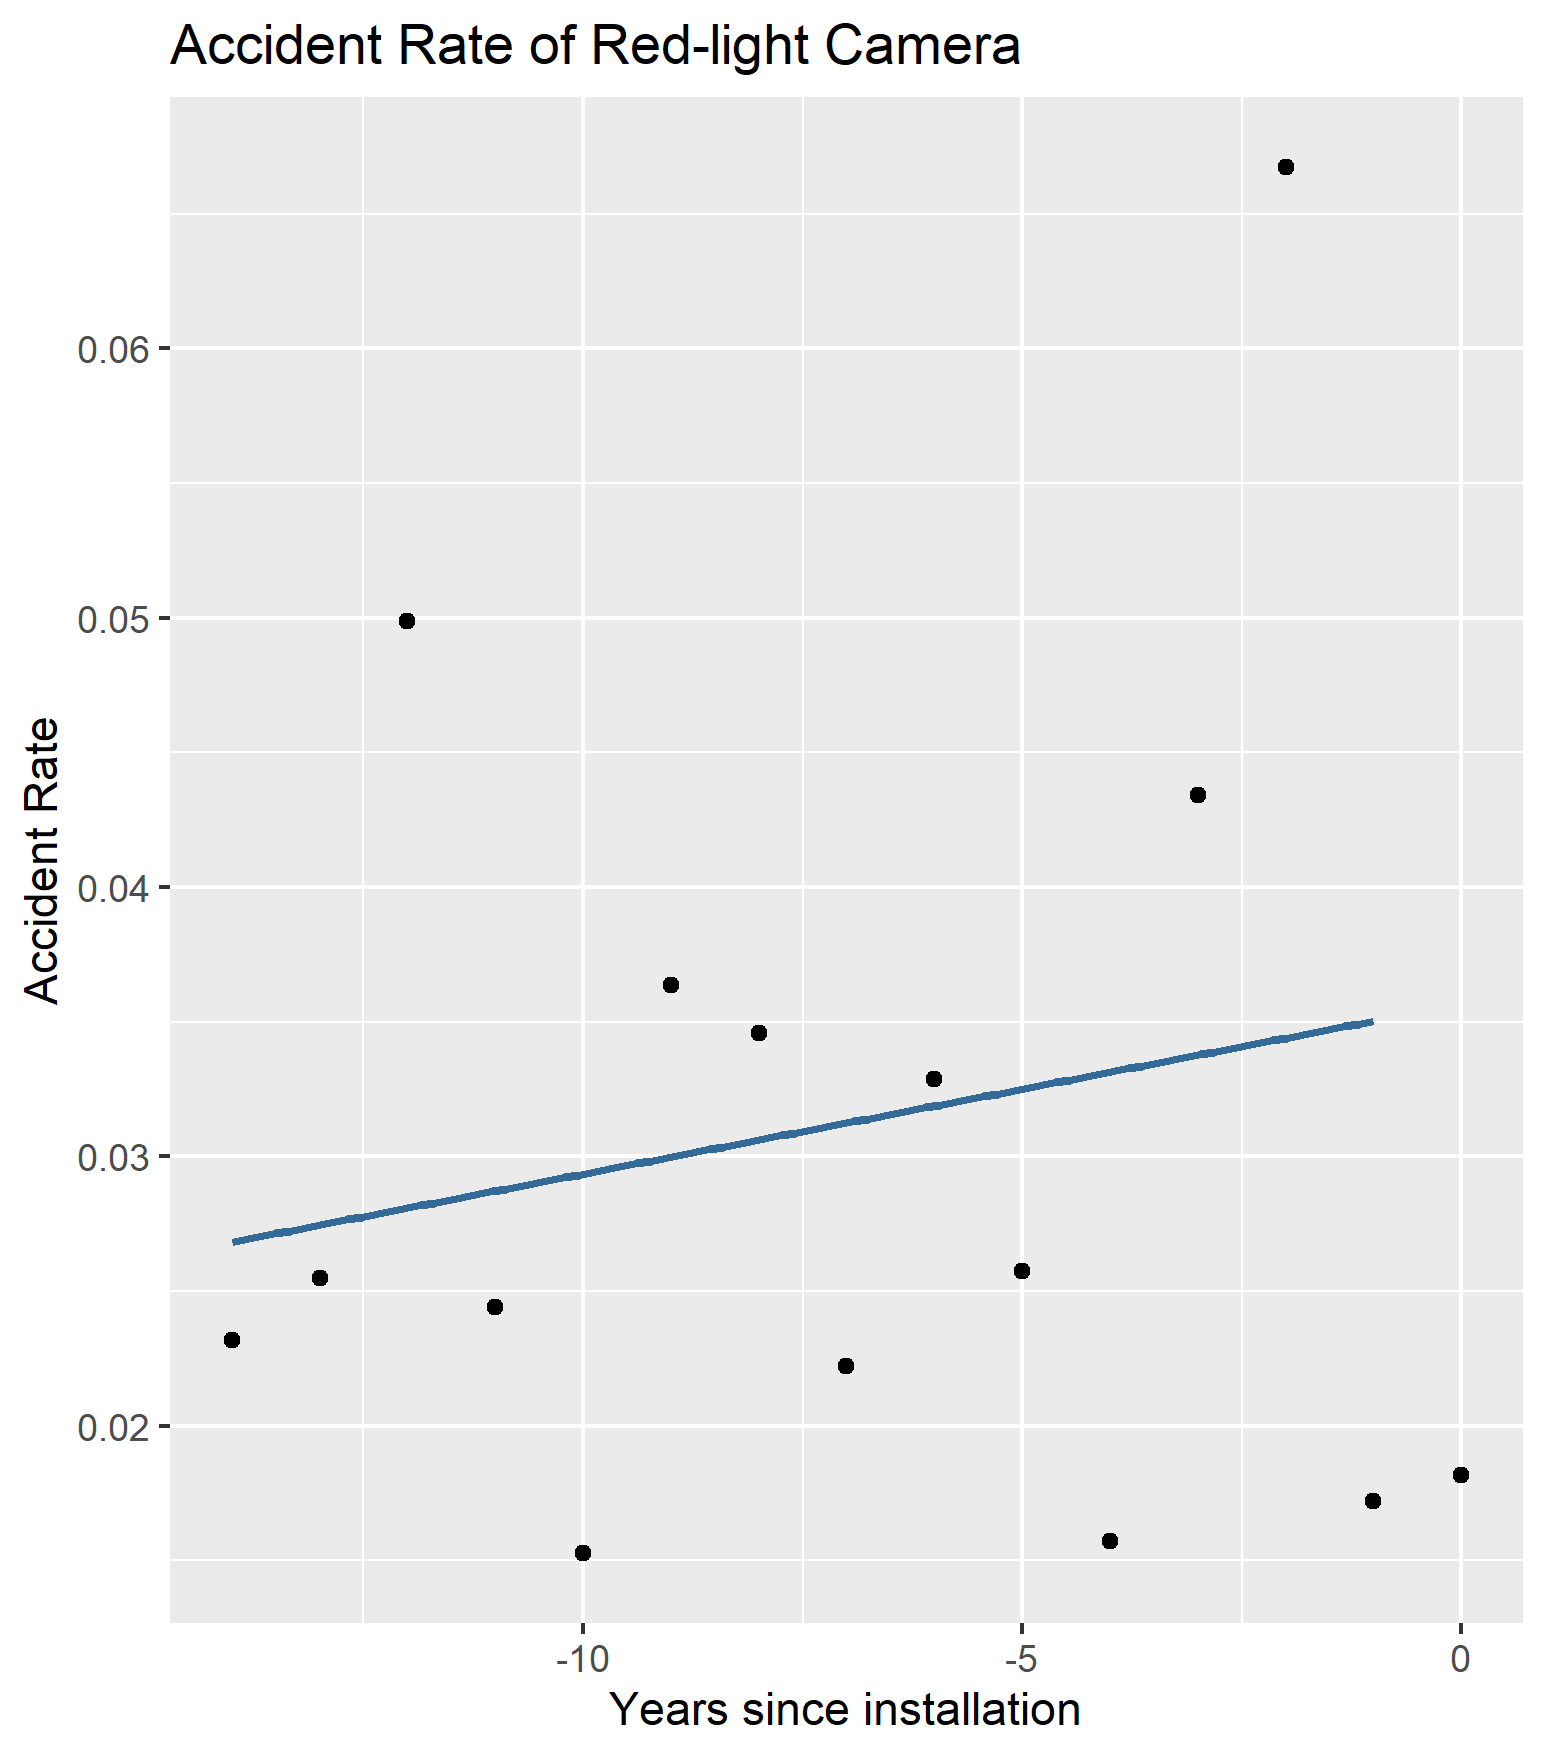 Accident Rate of Red-light Camera
Accident Rate
0.06
0.05
0.04
0.03
0.02
-10
-5
0
Years since installation